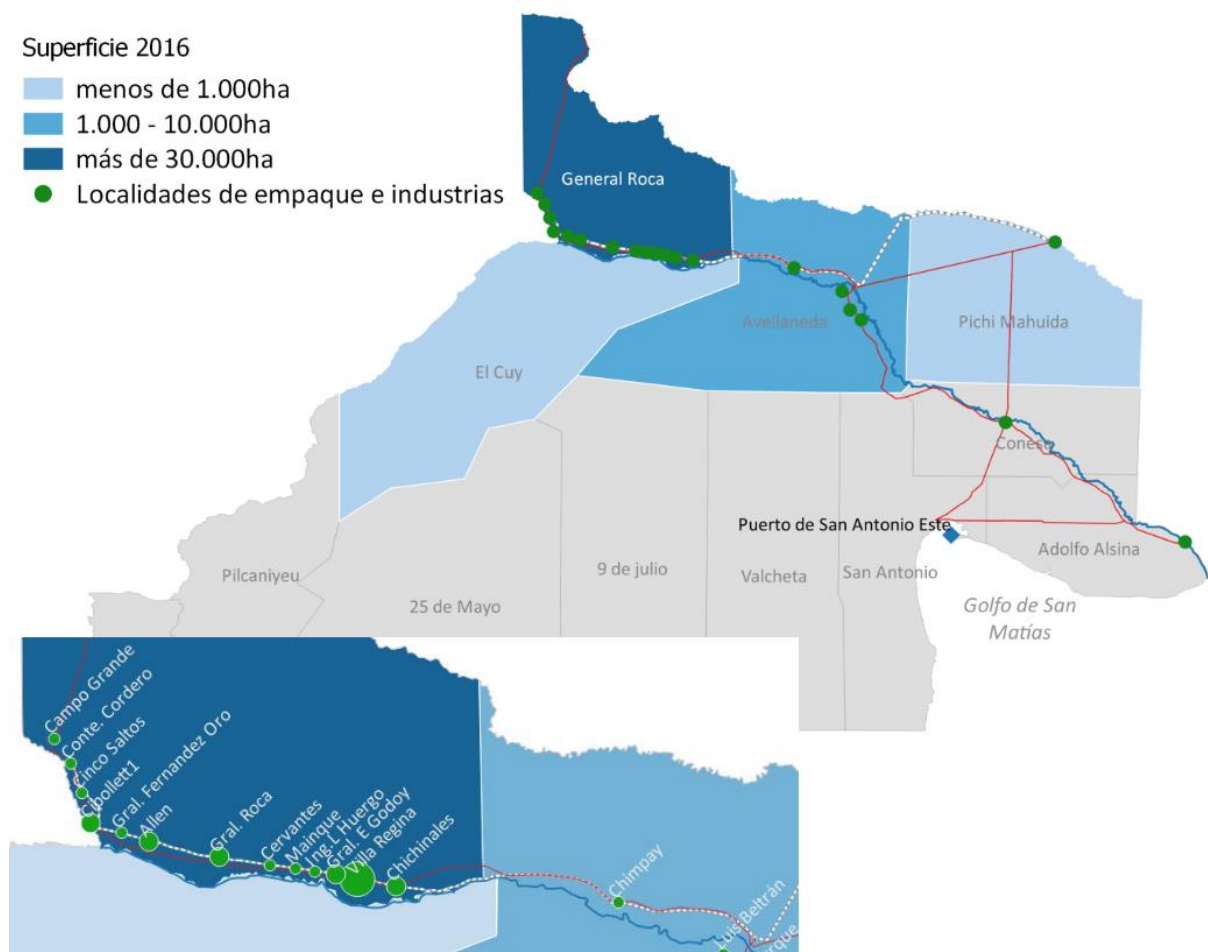 Superficie 2016
menos de 1.000ha
1.000 - 10.000ha
más de 30.000ha
Localidades de empaque e industrias
General Roca
Avellaneda
Pichi Mahuida
El Cuy
Conesa
Puerto de San Antonio Este
Adolfo Alsina
Pilcaniyeu
9 de julio
Valcheta
San Antonio
25 de Mayo
Golfo de San
Matías
Campo Grande
Conte. Cordero
Cinco Saltos
Cipollett1
Gral. Fernandez Oro
Allen
Gral. Roca
Cervantes
Mainque
Ing.L Huergo
Gral. E Godoy
Villa Regina
Chichinales
Chimpay
Luis Beltrán